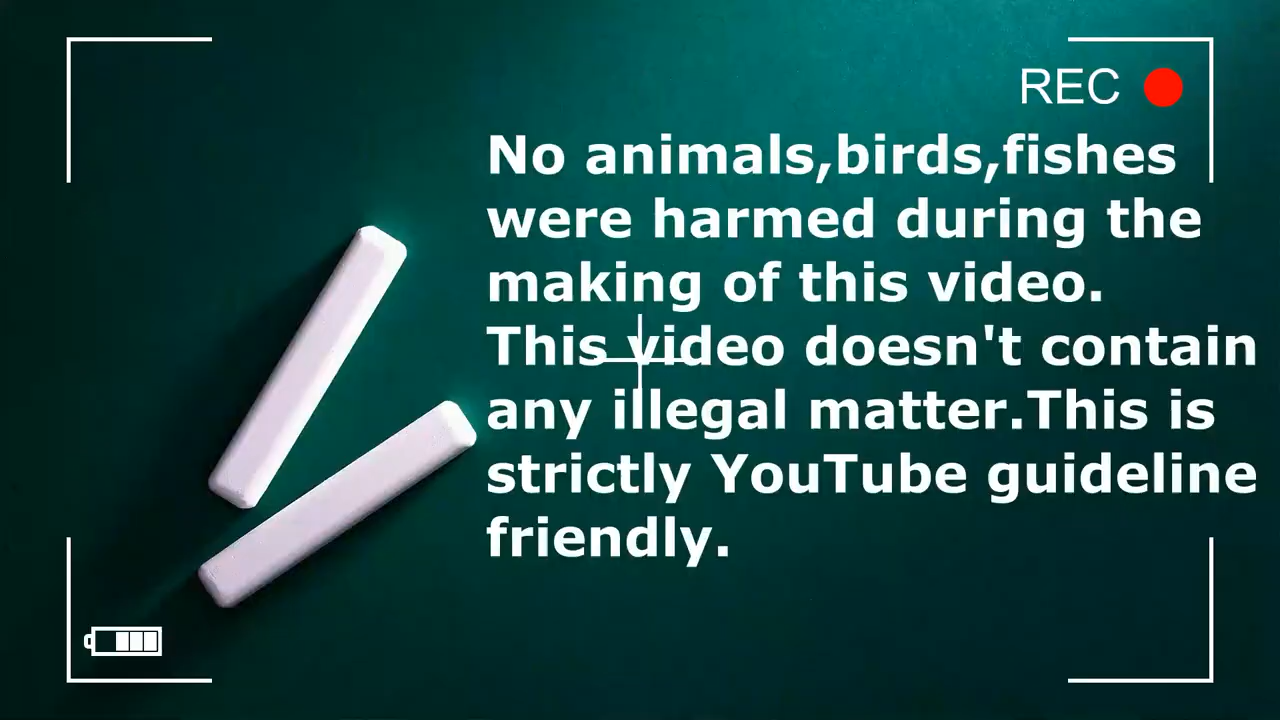 REC
No animals,birds,fishes
were harmed during the
making of this video.
This video doesn't contain
any illegal matter.This is
strictly YouTube guideline
friendly.